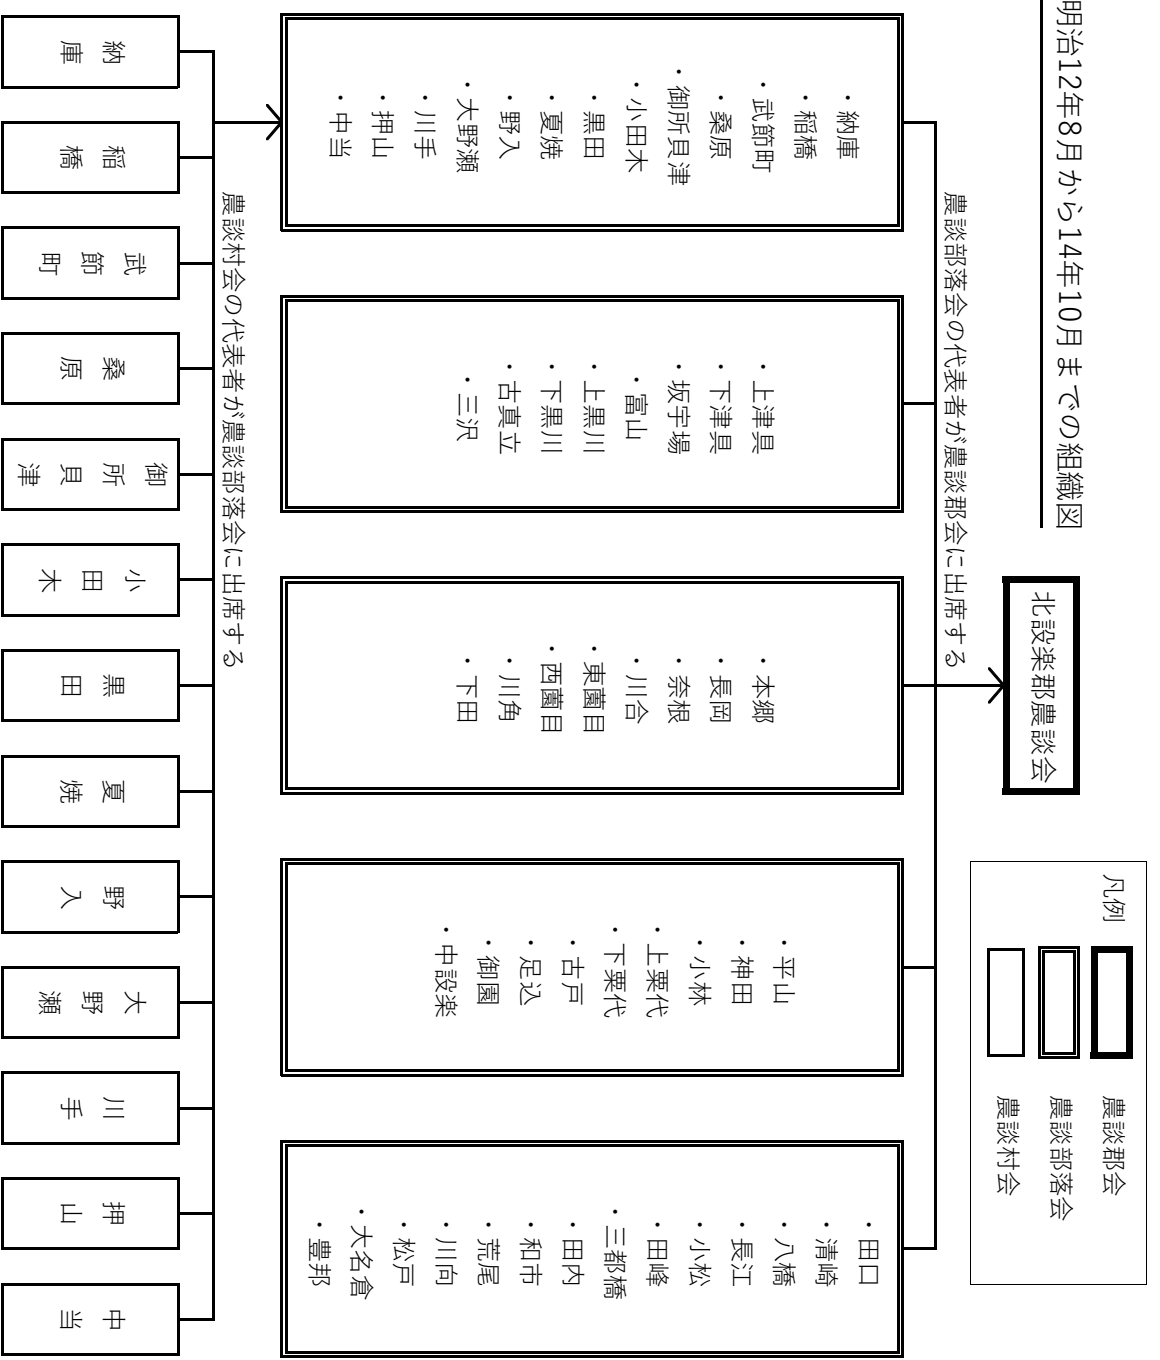 明治12年8月から14年10月までの組織図
北設楽郡農談会
凡例
農談郡会
農談部落会
農談村会
農談部落会の代表者が農談郡会に出席する
・納庫
・稲橋
・武節町
・桑原
・御所貝津
・小田木
・黒田
・夏焼
・野入
・大野瀬
・川手
・押山
・中当
・上津具
・下津具
・坂宇場
・富山
・上黒川
・下黒川
・古真立
・三沢
・本郷
・長岡
・奈根
・川合
・東薗目
・西薗目
・川角
・下田
・平山
・神田
・小林
・上粟代
・下粟代
・古戸
・足込
・御園
・中設楽
・田口
・清崎
・八橋
・長江
・小松
・田峰
・三都橋
・田内
・和市
・荒尾
・川向
・松戸
・大名倉
・豊邦
農談村会の代表者が農談部落会に出席する
納庫
稲橋
武節町
桑原
御所貝津
小田木
黒田
夏焼
野入
大野瀬
川手
押山
中当